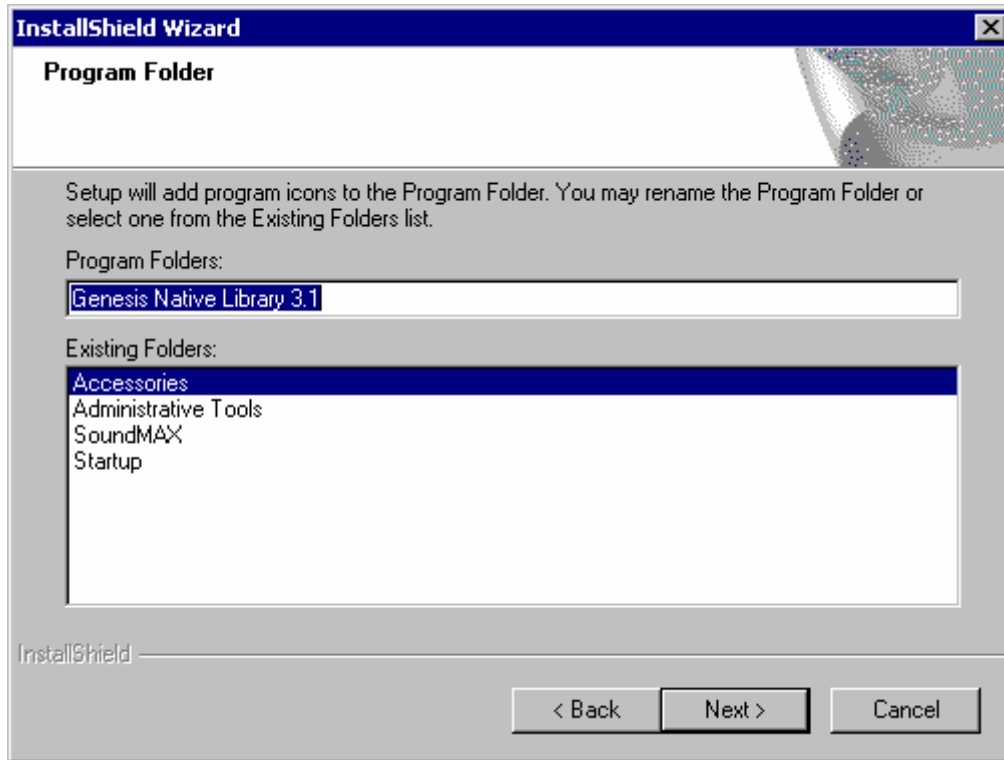 InstallShield Wizard
Program Folder
Setup will add program icons to the Program Folder. You may rename the Program Folder or
select one from the Existing Folders list.
Program Folders:
Genesis Native Library 3.1
Existing Folders:
Accessories
Administrative Tools
SoundMAX
Startup
InstallShield
< Back
Next >
Cancel